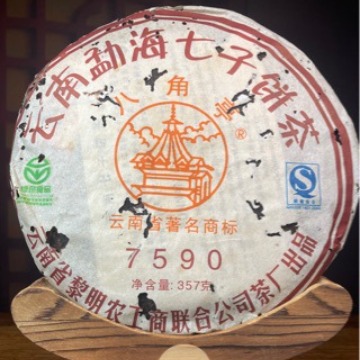 云南勐海七子饼茶
八角亭®
云南省著名商标
7590
净含量: 357克
云南省黎明农工商联合公司茶厂出品